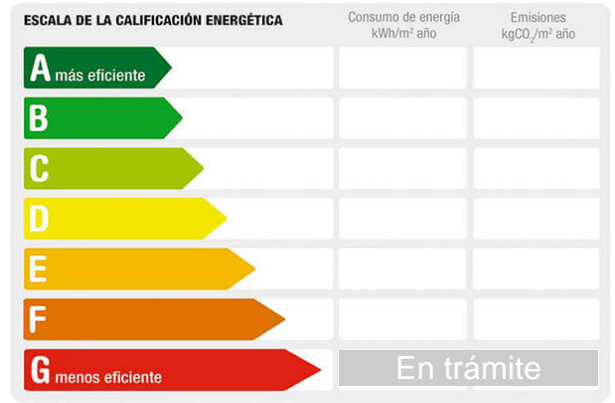 ESCALA DE LA CALIFICACIÓN ENERGÉTICA
Consumo de energía
kWh/m² año
Emisiones
kgCO₂/m² año
A más eficiente
B
C
D
E
F
G menos eficiente
En trámite